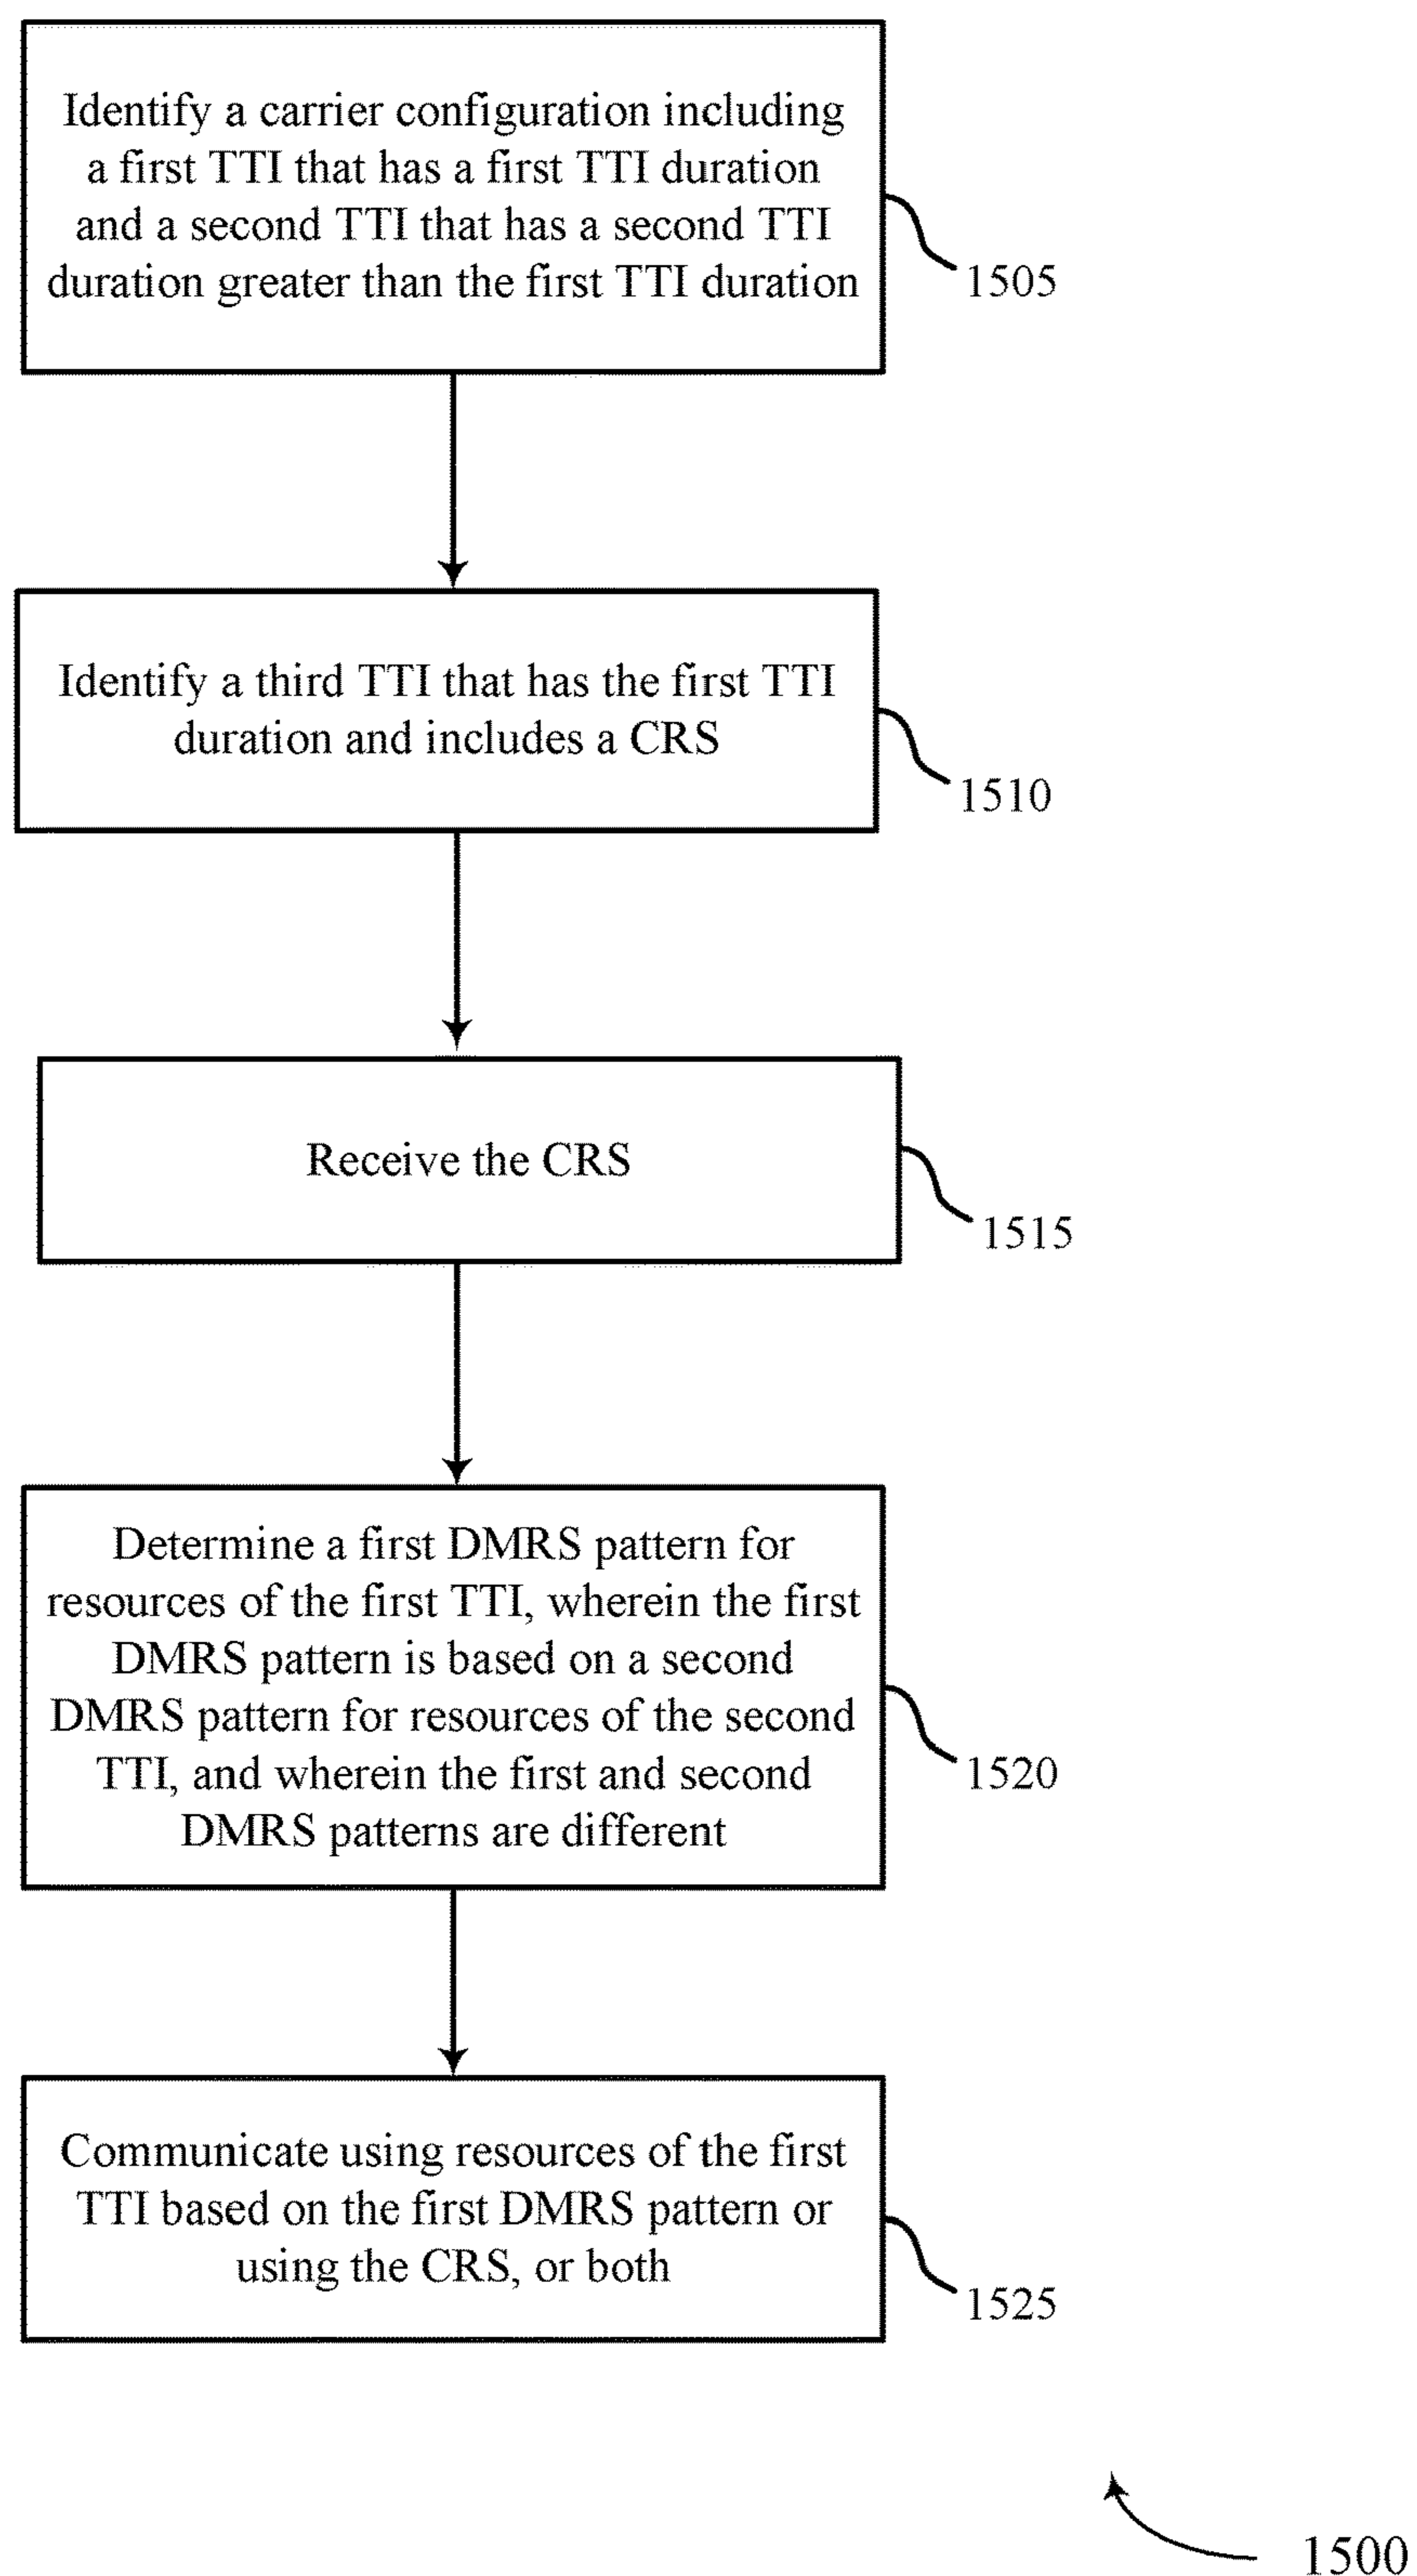 Identify a carrier configuration including
a first TTI that has a first TTI duration
and a second TTI that has a second TTI
duration greater than the first TTI duration
1505
Identify a third TTI that has the first TTI
duration and includes a CRS
1510
Receive the CRS
1515
Determine a first DMRS pattern for
resources of the first TTI, wherein the first
DMRS pattern is based on a second
DMRS pattern for resources of the second
TTI, and wherein the first and second
DMRS patterns are different
1520
Communicate using resources of the first
TTI based on the first DMRS pattern or
using the CRS, or both
1525
1500